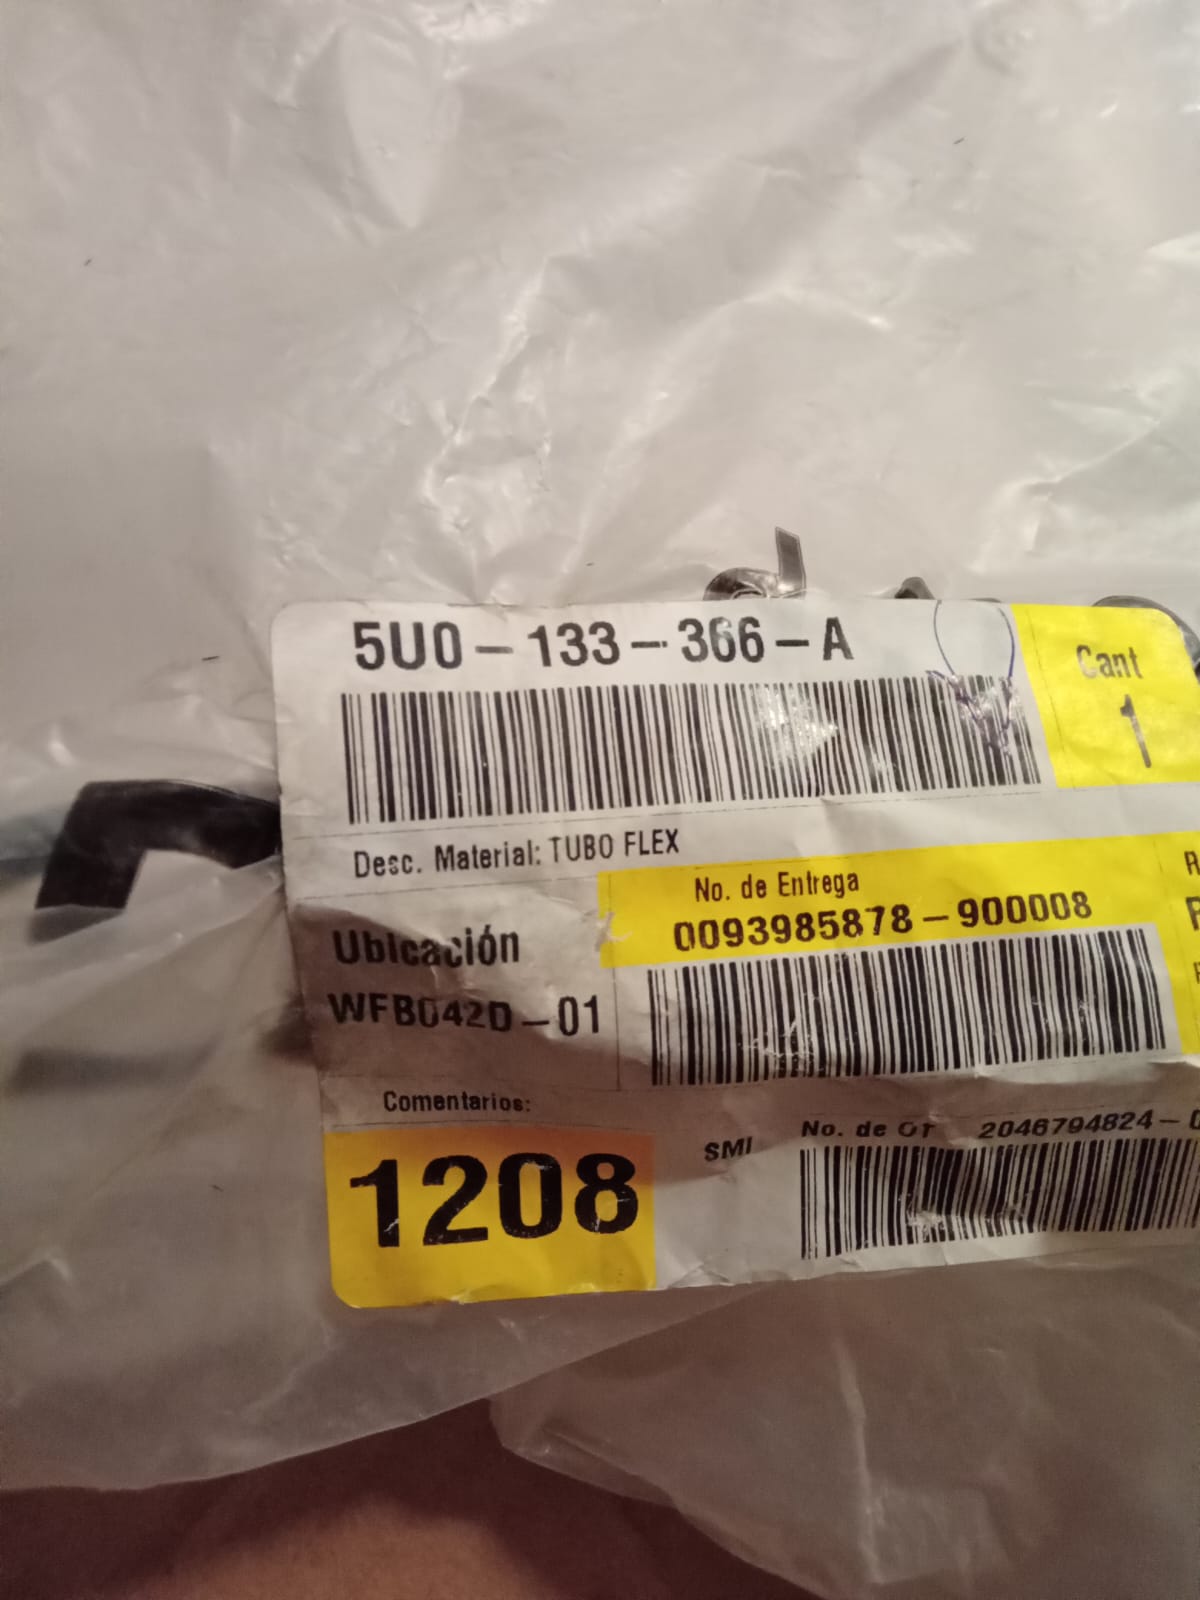 5U0-133-366-A
Cant
1
Desc. Material: TUBO FLEX
No. de Entrega
0093985878-900008
Ubicación
WFB042D-01
Comentarios:
1208
SMI
No. de OT 2046794824-